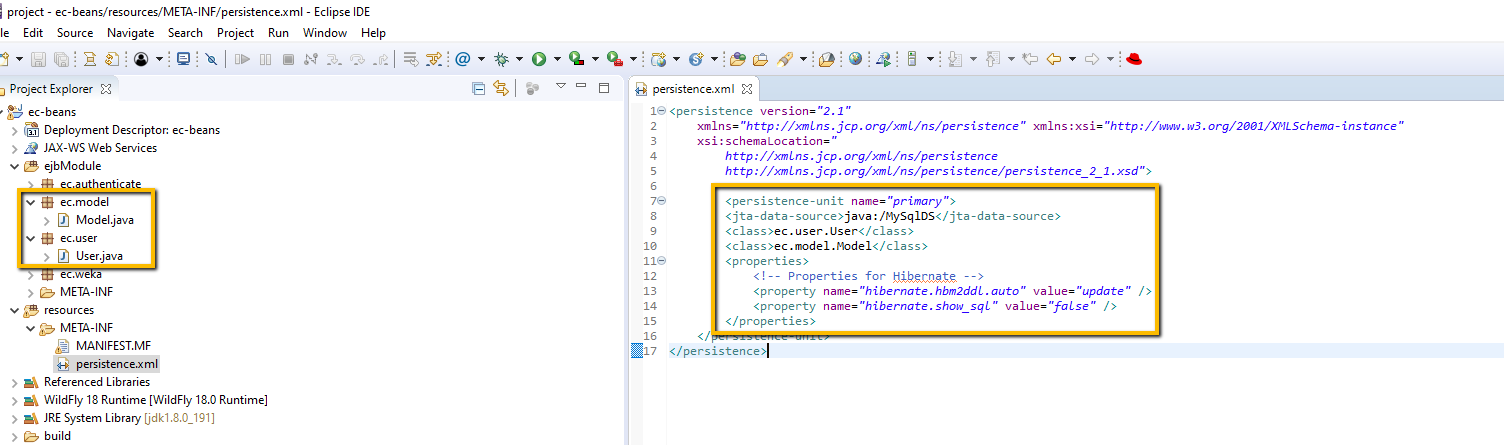 project - ec-beans/resources/META-INF/persistence.xml - Eclipse IDE
le Edit Source Navigate Search Project Run Window Help
Project Explorer
ec-beans
Deployment Descriptor: ec-beans
JAX-WS Web Services
ejbModule
ec.authenticate
ec.model
Model.java
ec.user
User.java
ec.weka
META-INF
resources
META-INF
MANIFEST.MF
persistence.xml
Referenced Libraries
WildFly 18 Runtime [WildFly 18.0 Runtime]
JRE System Library [jdk1.8.0_191]
build
persistence.xml
1 <persistence version="2.1"
2 xmlns="http://xmlns.jcp.org/xml/ns/persistence" xmlns:xsi="http://www.w3.org/2001/XMLSchema-instance"
3 xsi:schemaLocation="
4 http://xmlns.jcp.org/xml/ns/persistence
5 http://xmlns.jcp.org/xml/ns/persistence/persistence_2_1.xsd">
6
7 <persistence-unit name="primary">
8 <jta-data-source>java:/MySqlDS</jta-data-source>
9 <class>ec.user.User</class>
10 <class>ec.model.Model</class>
11 <properties>
12 <!-- Properties for Hibernate -->
13 <property name="hibernate.hbm2ddl.auto" value="update" />
14 <property name="hibernate.show_sql" value="false" />
15 </properties>
16 </persistence-unit>
17 </persistence>